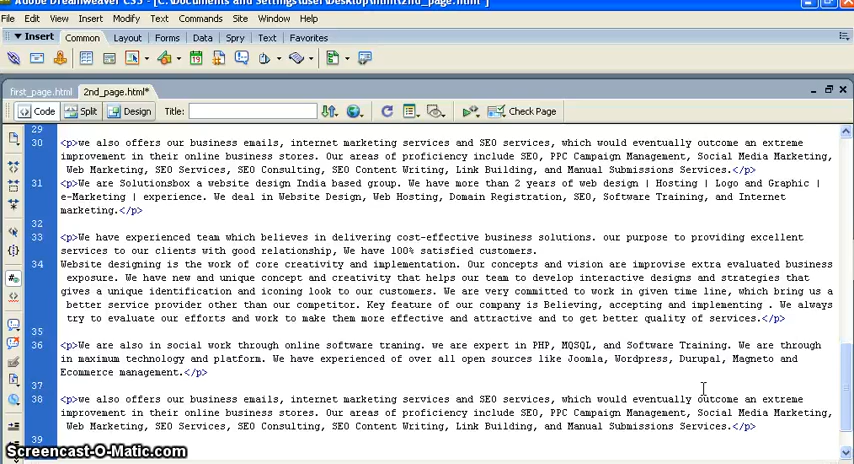 Adobe Dreamweaver CS3 - [C:\Documents and Settings\user\Desktop\html\2nd_page.html*]
File Edit View Insert Modify Text Commands Site Window Help
Insert Common Layout Forms Data Spry Text Favorites
first_page.html 2nd_page.html*
Code Split Design Title: Check Page
29
30 <p>we also offers our business emails, internet marketing services and SEO services, which would eventually outcome an extreme
improvement in their online business stores. Our areas of proficiency include SEO, PPC Campaign Management, Social Media Marketing,
Web Marketing, SEO Services, SEO Consulting, SEO Content Writing, Link Building, and Manual Submissions Services.</p>
31 <p>We are Solutionsbox a website design India based group. We have more than 2 years of web design | Hosting | Logo and Graphic |
e-Marketing | experience. We deal in Website Design, Web Hosting, Domain Registration, SEO, Software Training, and Internet
marketing.</p>
32
33 <p>We have experienced team which believes in delivering cost-effective business solutions. our purpose to providing excellent
services to our clients with good relationship, We have 100% satisfied customers.
34 Website designing is the work of core creativity and implementation. Our concepts and vision are improvise extra evaluated business
exposure. We have new and unique concept and creativity that helps our team to develop interactive designs and strategies that
gives a unique identification and iconing look to our customers. We are very committed to work in given time line, which bring us a
better service provider other than our competitor. Key feature of our company is Believing, accepting and implementing . We always
try to evaluate our efforts and work to make them more effective and attractive and to get better quality of services.</p>
35
36 <p>We are also in social work through online software traning. we are expert in PHP, MQSQL, and Software Training. We are through
in maximum technology and platform. We have experienced of over all open sources like Joomla, Wordpress, Durupal, Magneto and
Ecommerce management.</p>
37
38 <p>we also offers our business emails, internet marketing services and SEO services, which would eventually outcome an extreme
improvement in their online business stores. Our areas of proficiency include SEO, PPC Campaign Management, Social Media Marketing,
Web Marketing, SEO Services, SEO Consulting, SEO Content Writing, Link Building, and Manual Submissions Services.</p>
39
Screencast-O-Matic.com